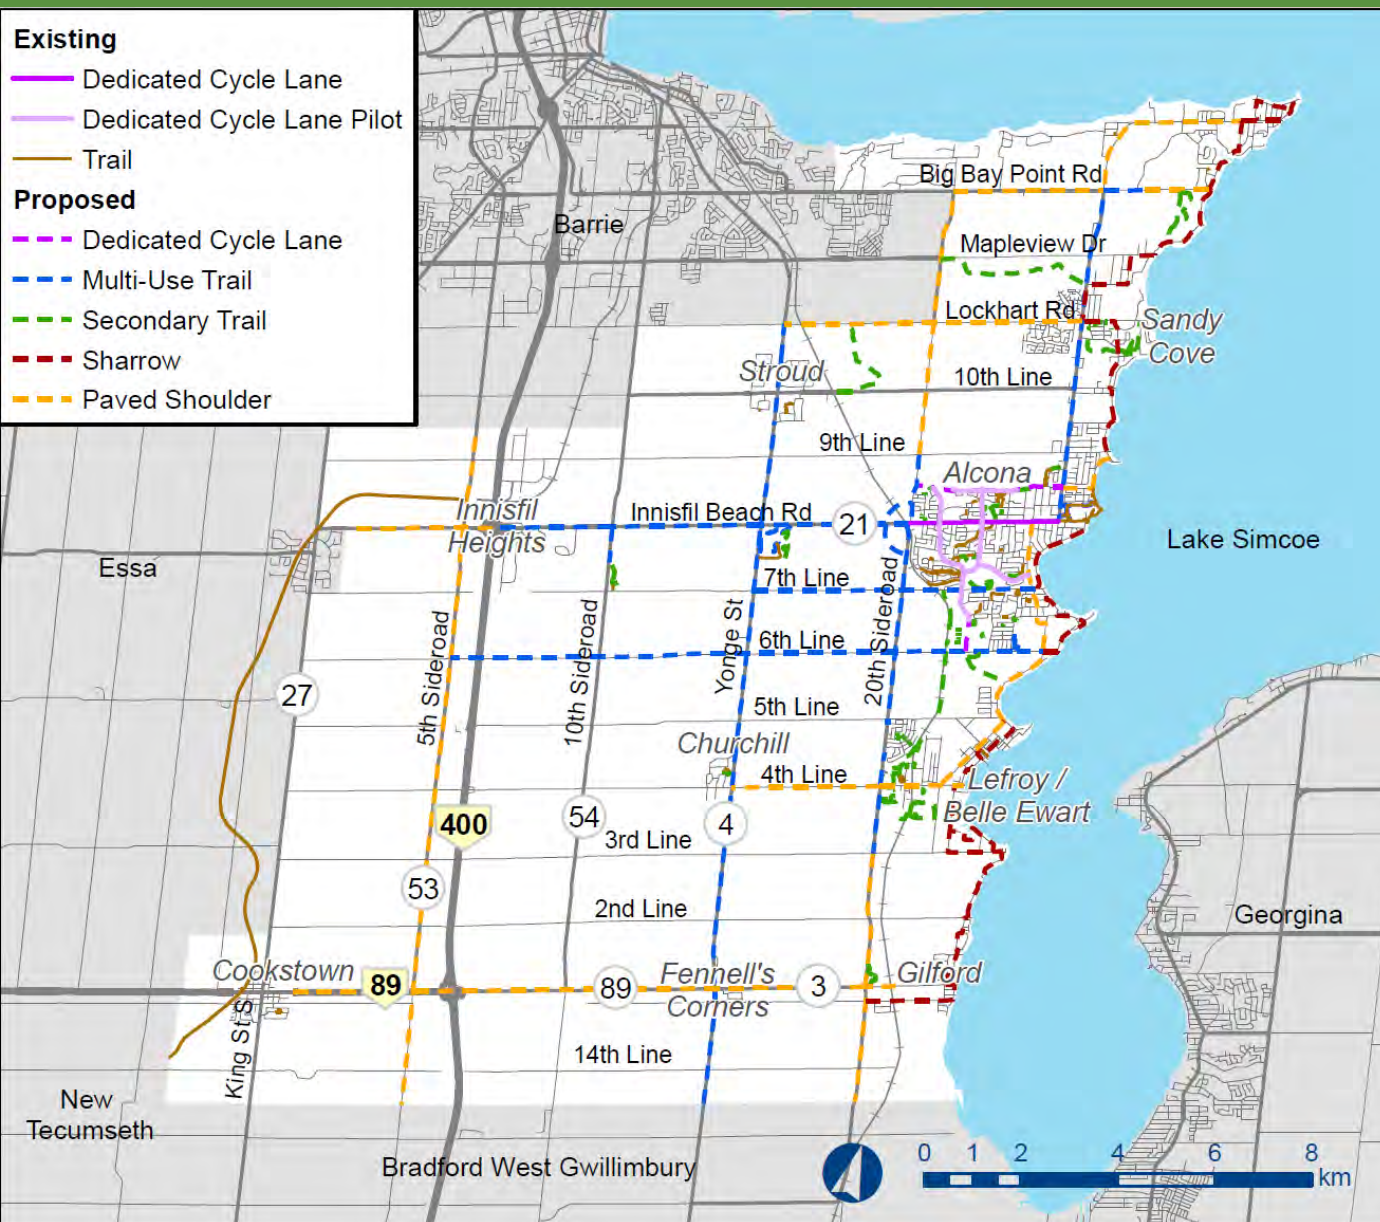 Existing
Dedicated Cycle Lane
Dedicated Cycle Lane Pilot
Trail
Proposed
Dedicated Cycle Lane
Multi-Use Trail
Secondary Trail
Sharrow
Paved Shoulder
Big Bay Point Rd
Barrie
Mapleview Dr
Lockhart Rd
Sandy
Cove
Stroud
10th Line
9th Line
Alcona
Innisfil
Heights
Innisfil Beach Rd
21
Lake Simcoe
Essa
7th Line
5th Sideroad
10th Sideroad
Yonge St
20th Sideroad
6th Line
27
5th Line
Churchill
4th Line
Lefroy /
Belle Ewart
400
54
4
3rd Line
53
2nd Line
Georgina
Cookstown
89
89
Fennell's
Corners
3
Gilford
King St S
14th Line
New
Tecumseth
Bradford West Gwillimbury
0 1 2 4 6 8
km